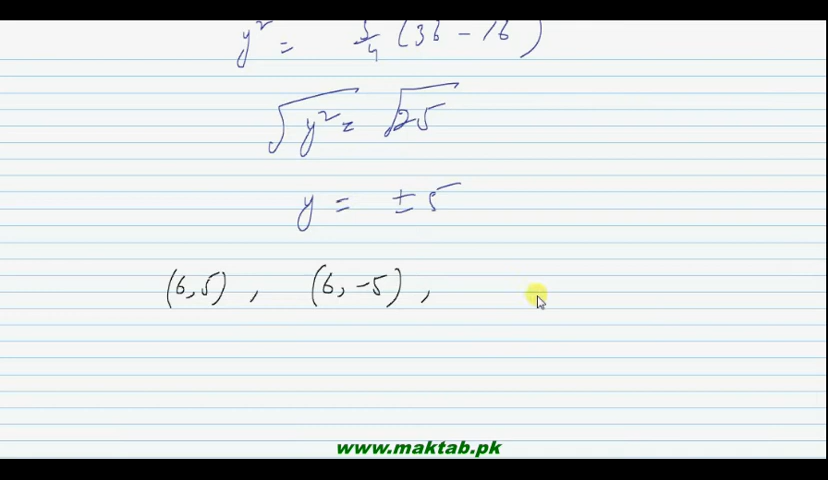 y² = 5/4 (36 - 16)
√y² = √25
y = ± 5
(6,5) , (6, -5) ,
www.maktab.pk